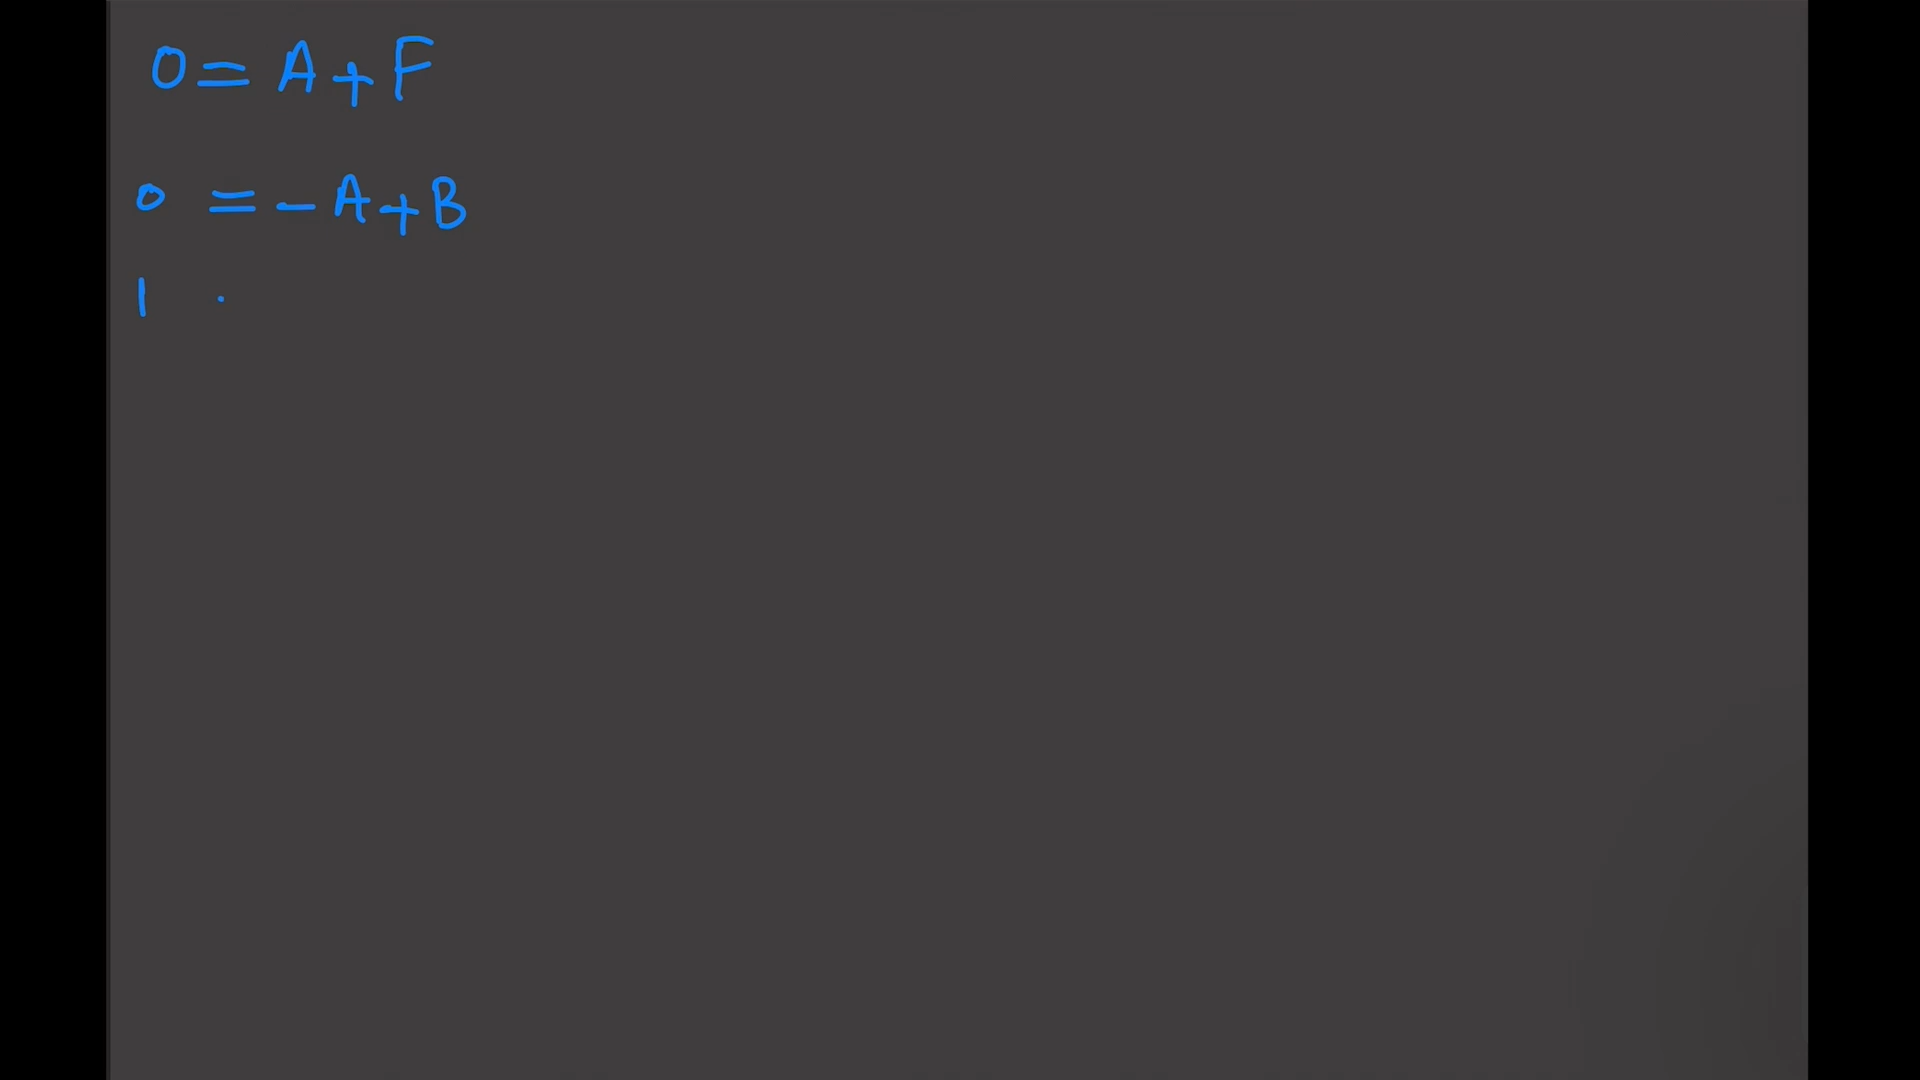 0 = A + F
0 = - A + B
1 ·